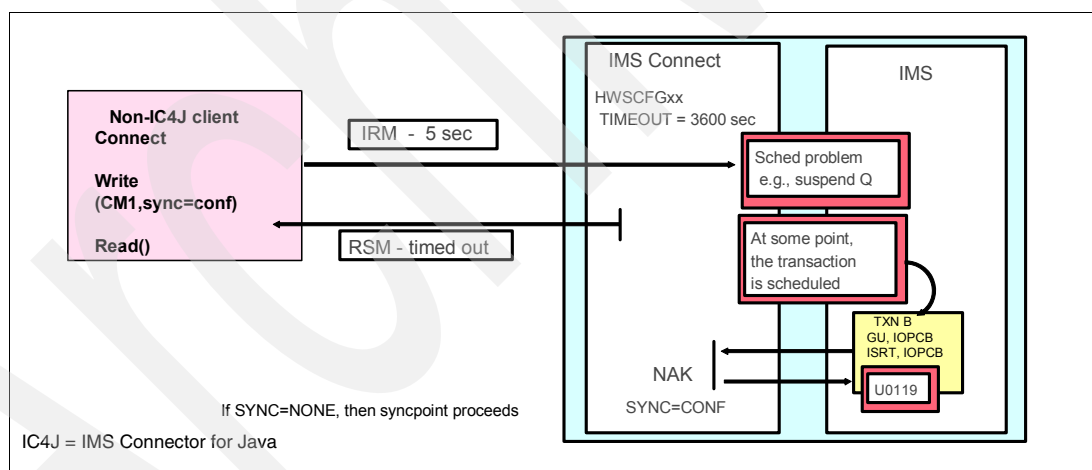 IMS Connect
IMS
HWSCFGxx
TIMEOUT = 3600 sec
Non-IC4J client
Connect
Write
(CM1,sync=conf)
Read()
IRM - 5 sec
RSM - timed out
Sched problem
e.g., suspend Q
At some point,
the transaction
is scheduled
TXN B
GU, IOPCB
ISRT, IOPCB
NAK
U0119
SYNC=CONF
If SYNC=NONE, then syncpoint proceeds
IC4J = IMS Connector for Java